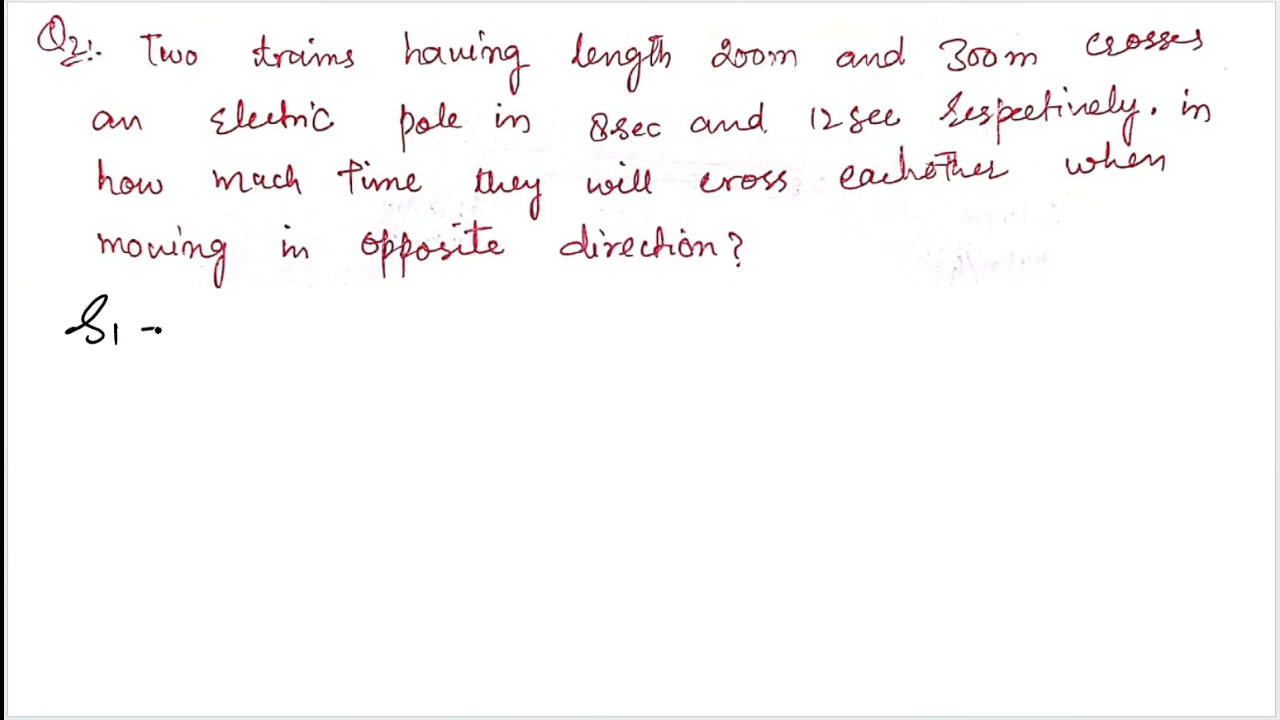 Q2:. Two trains having length 200m and 300m crosses
an Electric pole in 8sec and 12sec respectively. in
how much time they will cross eachother when
moving in opposite direction?
S1 -